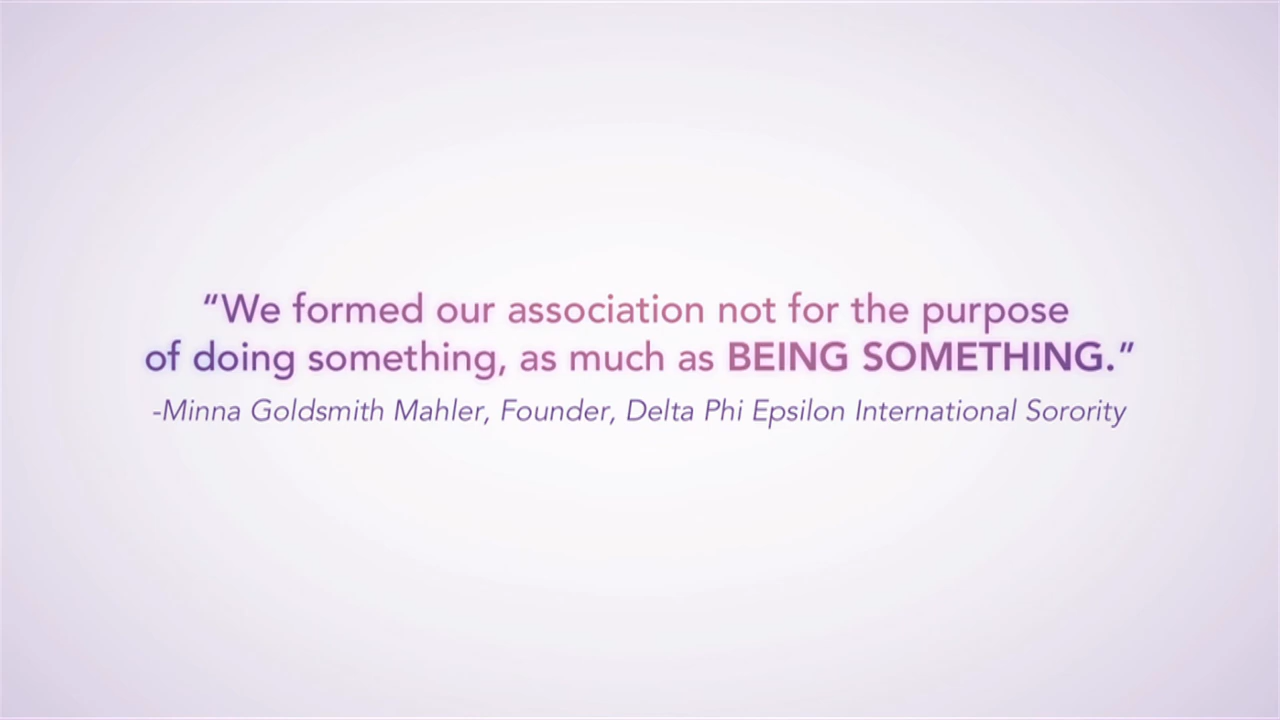 “We formed our association not for the purpose
of doing something, as much as BEING SOMETHING.”
-Minna Goldsmith Mahler, Founder, Delta Phi Epsilon International Sorority